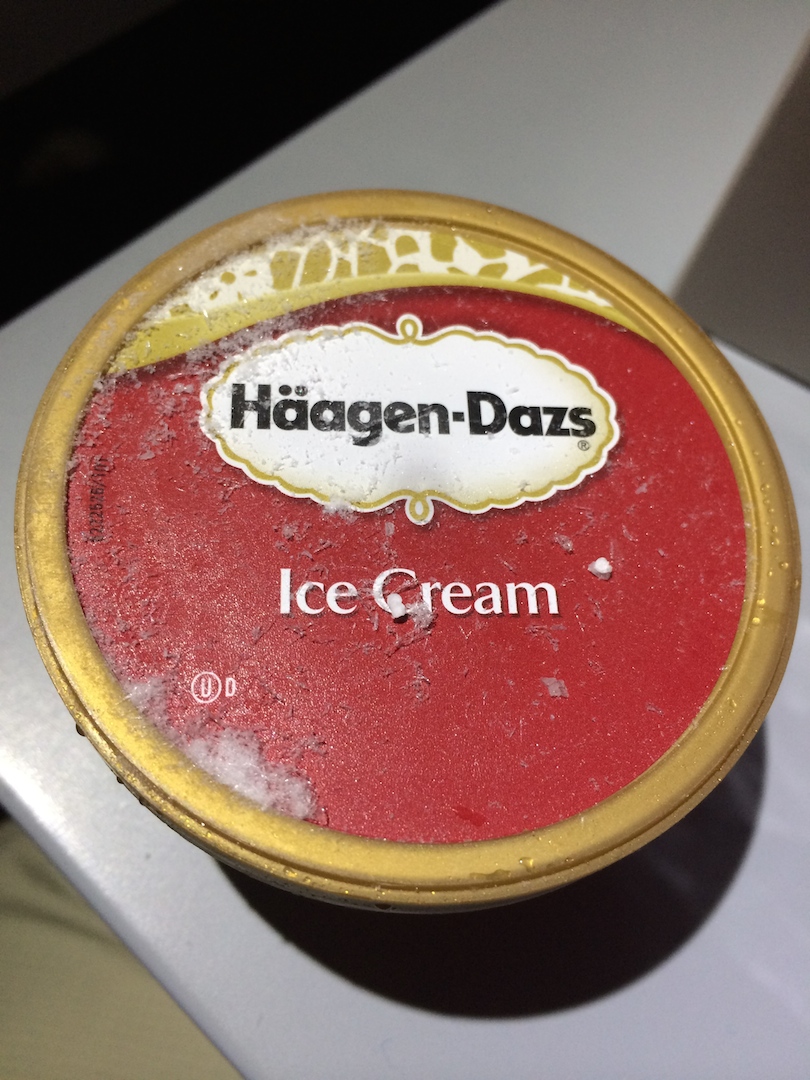 Häagen-Dazs
®
Ice Cream
Ⓤ D